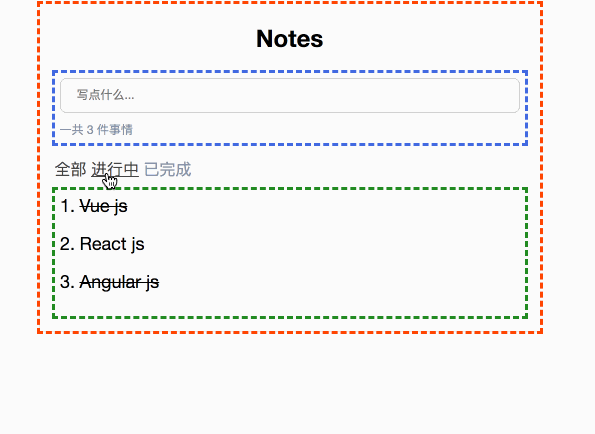 Notes
写点什么...
一共 3 件事情
全部 进行中 已完成
1. Vue js
2. React js
3. Angular js